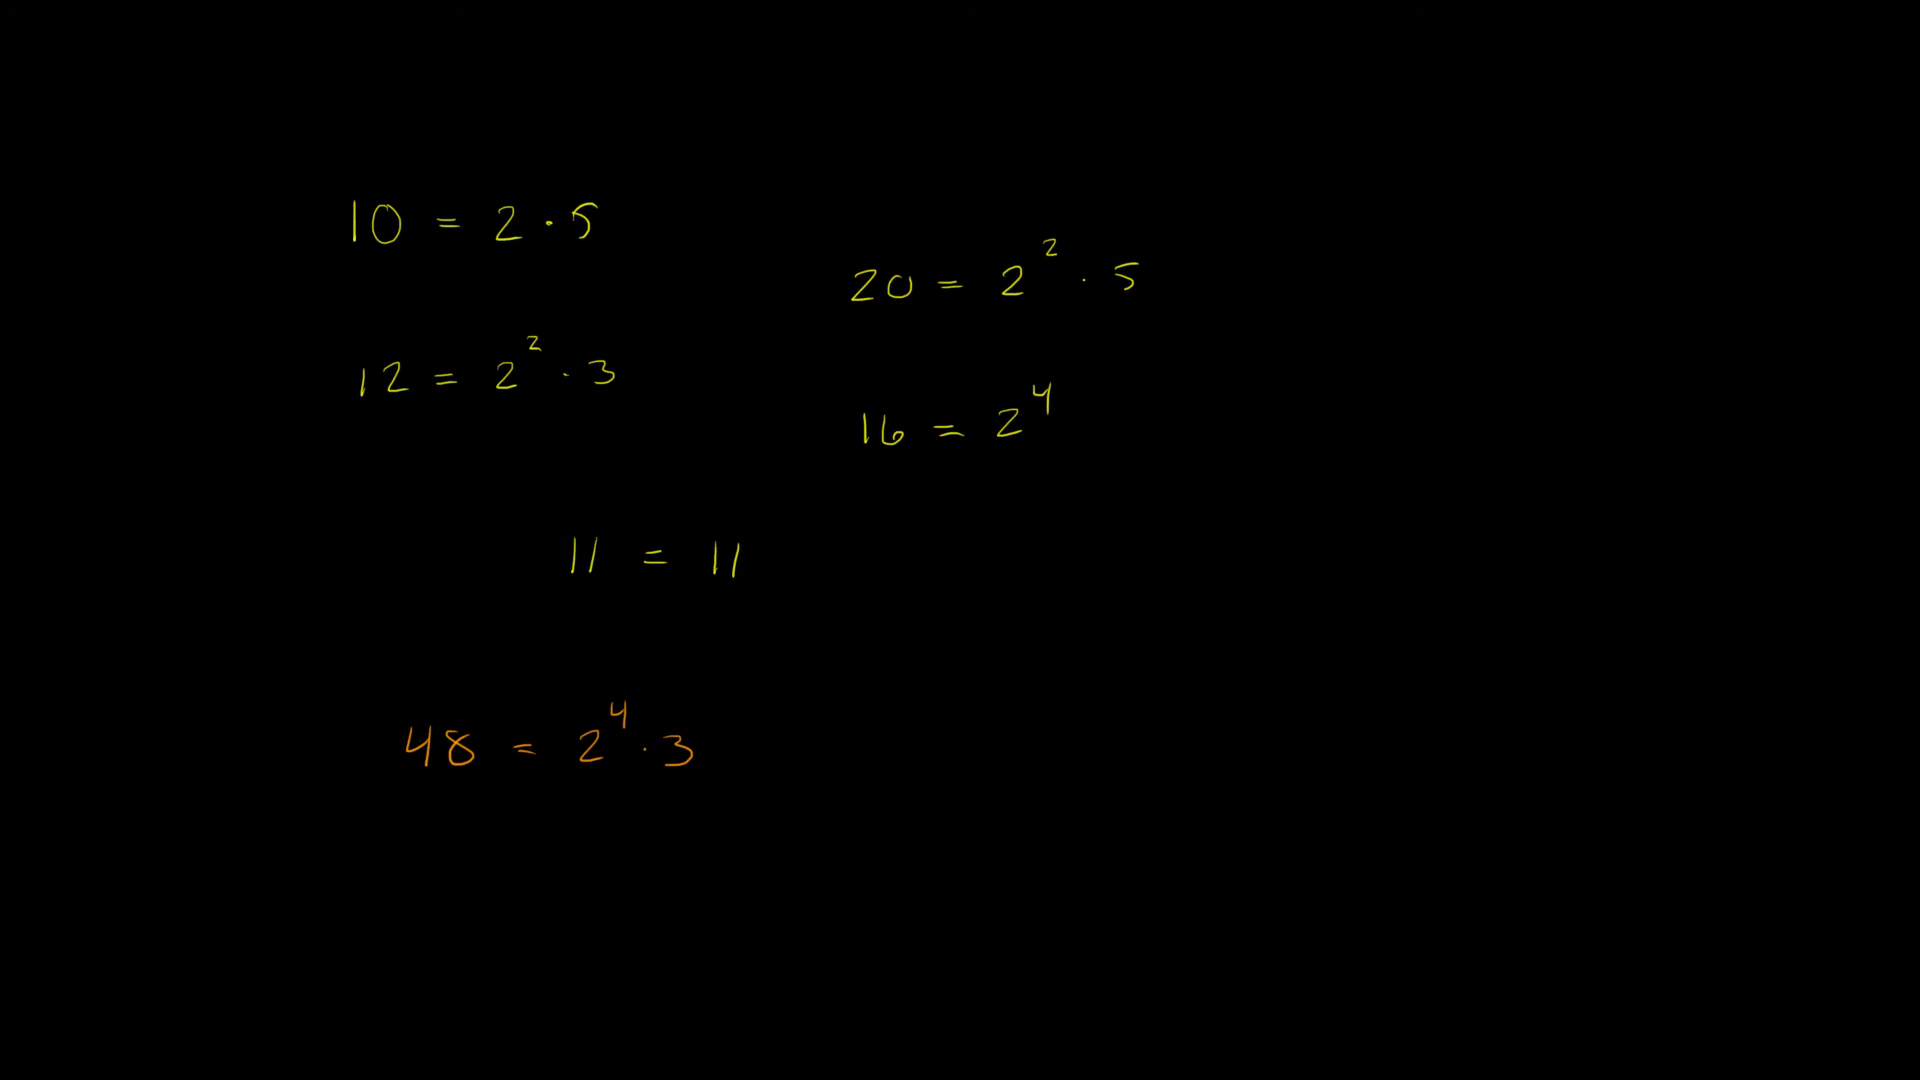 10 = 2 · 5
20 = 2² · 5
12 = 2² · 3
16 = 2⁴
11 = 11
48 = 2⁴ · 3